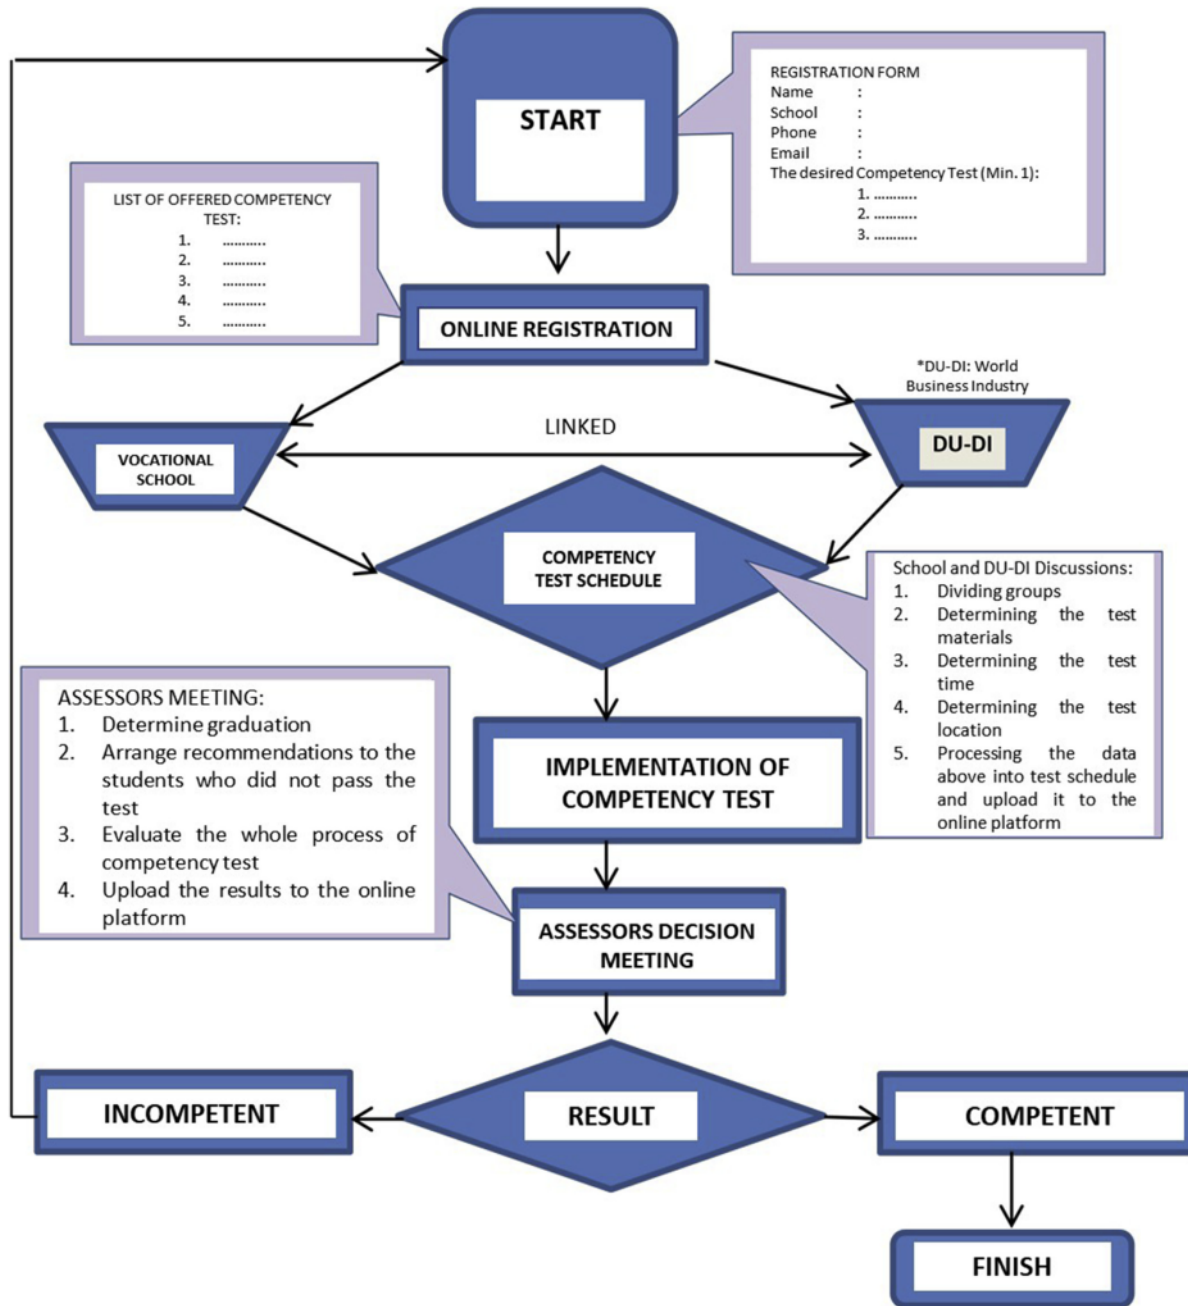 START
REGISTRATION FORM
Name :
School :
Phone :
Email :
The desired Competency Test (Min. 1):
1. ...........
2. ...........
3. ...........
LIST OF OFFERED COMPETENCY
TEST:
1. ...........
2. ...........
3. ...........
4. ...........
5. ...........
ONLINE REGISTRATION
*DU-DI: World
Business Industry
LINKED
VOCATIONAL
SCHOOL
DU-DI
COMPETENCY
TEST SCHEDULE
School and DU-DI Discussions:
1. Dividing groups
2. Determining the test
materials
3. Determining the test
time
4. Determining the test
location
5. Processing the data
above into test schedule
and upload it to the
online platform
ASSESSORS MEETING:
1. Determine graduation
2. Arrange recommendations to the
students who did not pass the
test
3. Evaluate the whole process of
competency test
4. Upload the results to the online
platform
IMPLEMENTATION OF
COMPETENCY TEST
ASSESSORS DECISION
MEETING
INCOMPETENT
RESULT
COMPETENT
FINISH